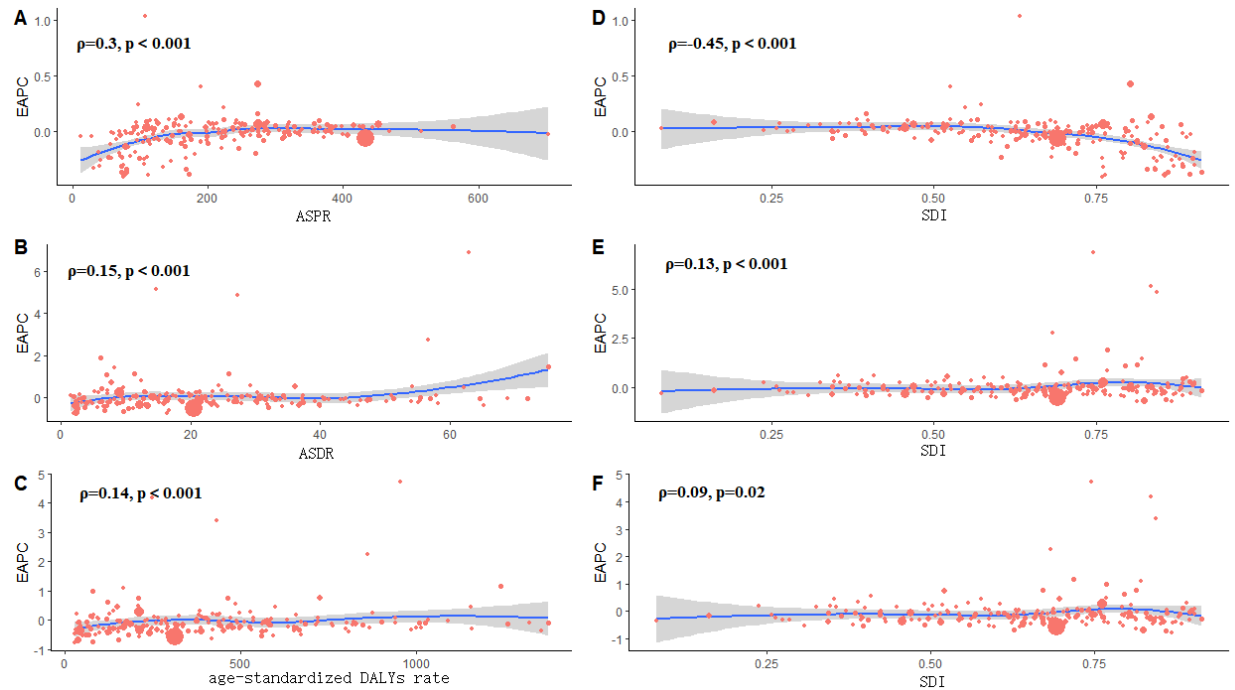 A
ρ=0.3, p < 0.001
EAPC
1.0
0.5
0.0
0 200 400 600
ASPR
B
ρ=0.15, p < 0.001
EAPC
6
4
2
0
0 20 40 60
ASDR
C
ρ=0.14, p < 0.001
EAPC
5
4
3
2
1
0
-1
0 500 1000
age-standardized DALYs rate
D
ρ=-0.45, p < 0.001
EAPC
1.0
0.5
0.0
0.25 0.50 0.75
SDI
E
ρ=0.13, p < 0.001
EAPC
5.0
2.5
0.0
0.25 0.50 0.75
SDI
F
ρ=0.09, p=0.02
EAPC
5
4
3
2
1
0
-1
0.25 0.50 0.75
SDI